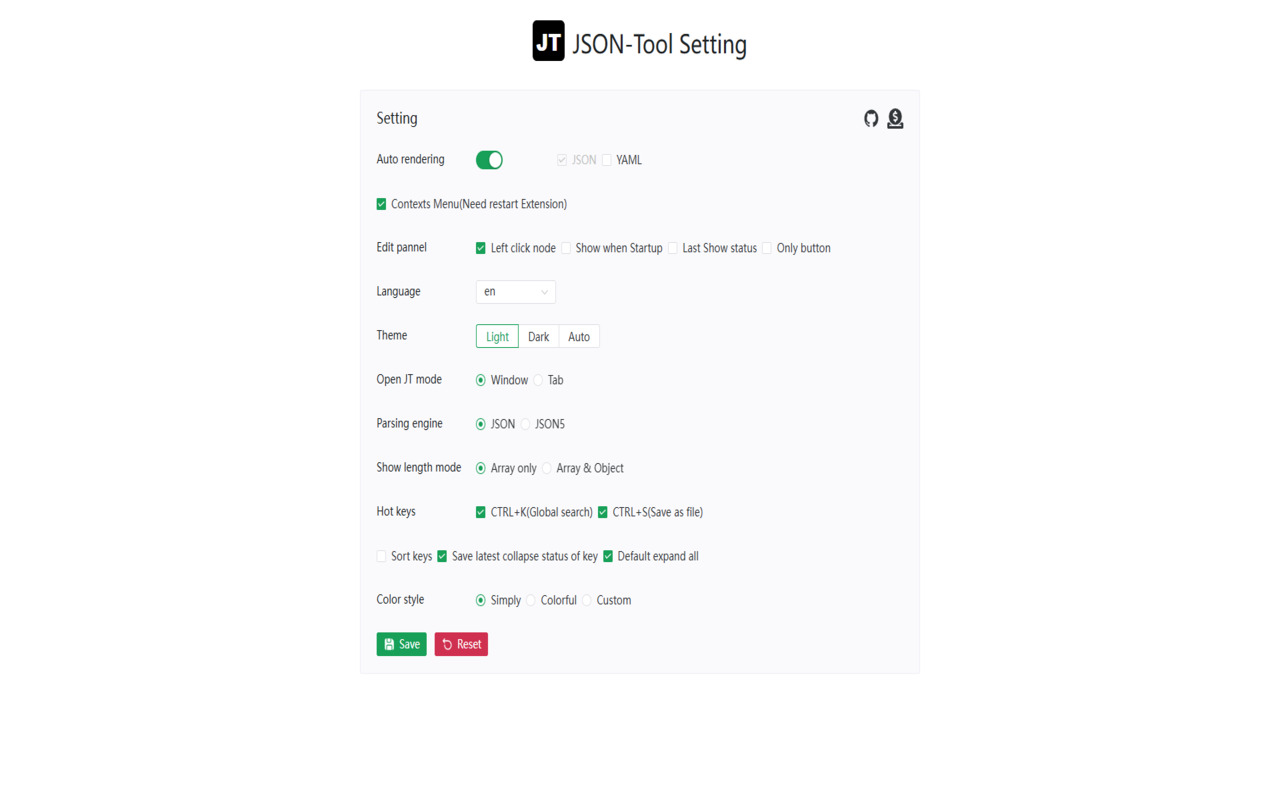 JT JSON-Tool Setting
Setting
Auto rendering JSON YAML
Contexts Menu(Need restart Extension)
Edit pannel Left click node Show when Startup Last Show status Only button
Language en
Theme Light Dark Auto
Open JT mode Window Tab
Parsing engine JSON JSON5
Show length mode Array only Array & Object
Hot keys CTRL+K(Global search) CTRL+S(Save as file)
Sort keys Save latest collapse status of key Default expand all
Color style Simply Colorful Custom
Save Reset